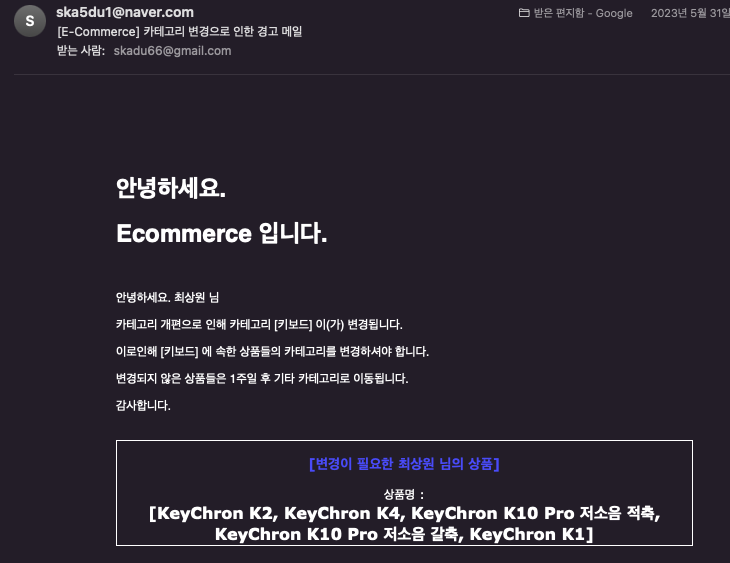 S
ska5du1@naver.com
받은 편지함 - Google 2023년 5월 31일
[E-Commerce] 카테고리 변경으로 인한 경고 메일
받는 사람: skadu66@gmail.com
안녕하세요.
Ecommerce 입니다.
안녕하세요. 최상원 님
카테고리 개편으로 인해 카테고리 [키보드] 이(가) 변경됩니다.
이로인해 [키보드] 에 속한 상품들의 카테고리를 변경하셔야 합니다.
변경되지 않은 상품들은 1주일 후 기타 카테고리로 이동됩니다.
감사합니다.
[변경이 필요한 최상원 님의 상품]
상품명 :
[KeyChron K2, KeyChron K4, KeyChron K10 Pro 저소음 적축,
KeyChron K10 Pro 저소음 갈축, KeyChron K1]